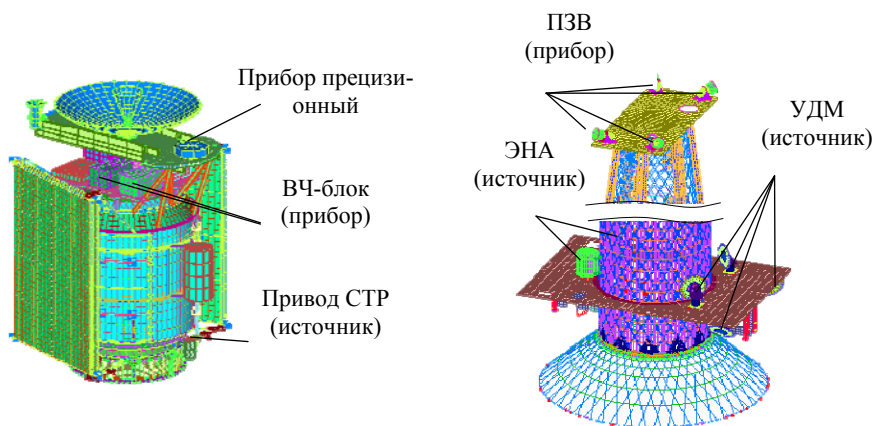 Прибор прецизи-
онный
ВЧ-блок
(прибор)
Привод СТР
(источник)
ПЗВ
(прибор)
УДМ
(источник)
ЭНА
(источник)